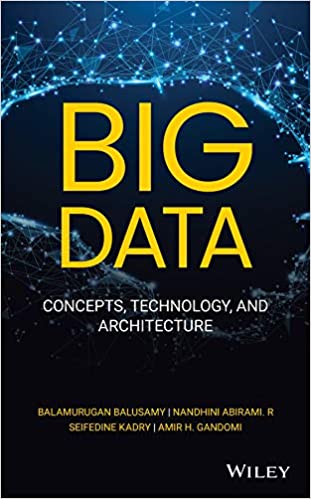 BIG
DATA
CONCEPTS, TECHNOLOGY, AND
ARCHITECTURE
BALAMURUGAN BALUSAMY | NANDHINI ABIRAMI. R
SEIFEDINE KADRY | AMIR H. GANDOMI
WILEY